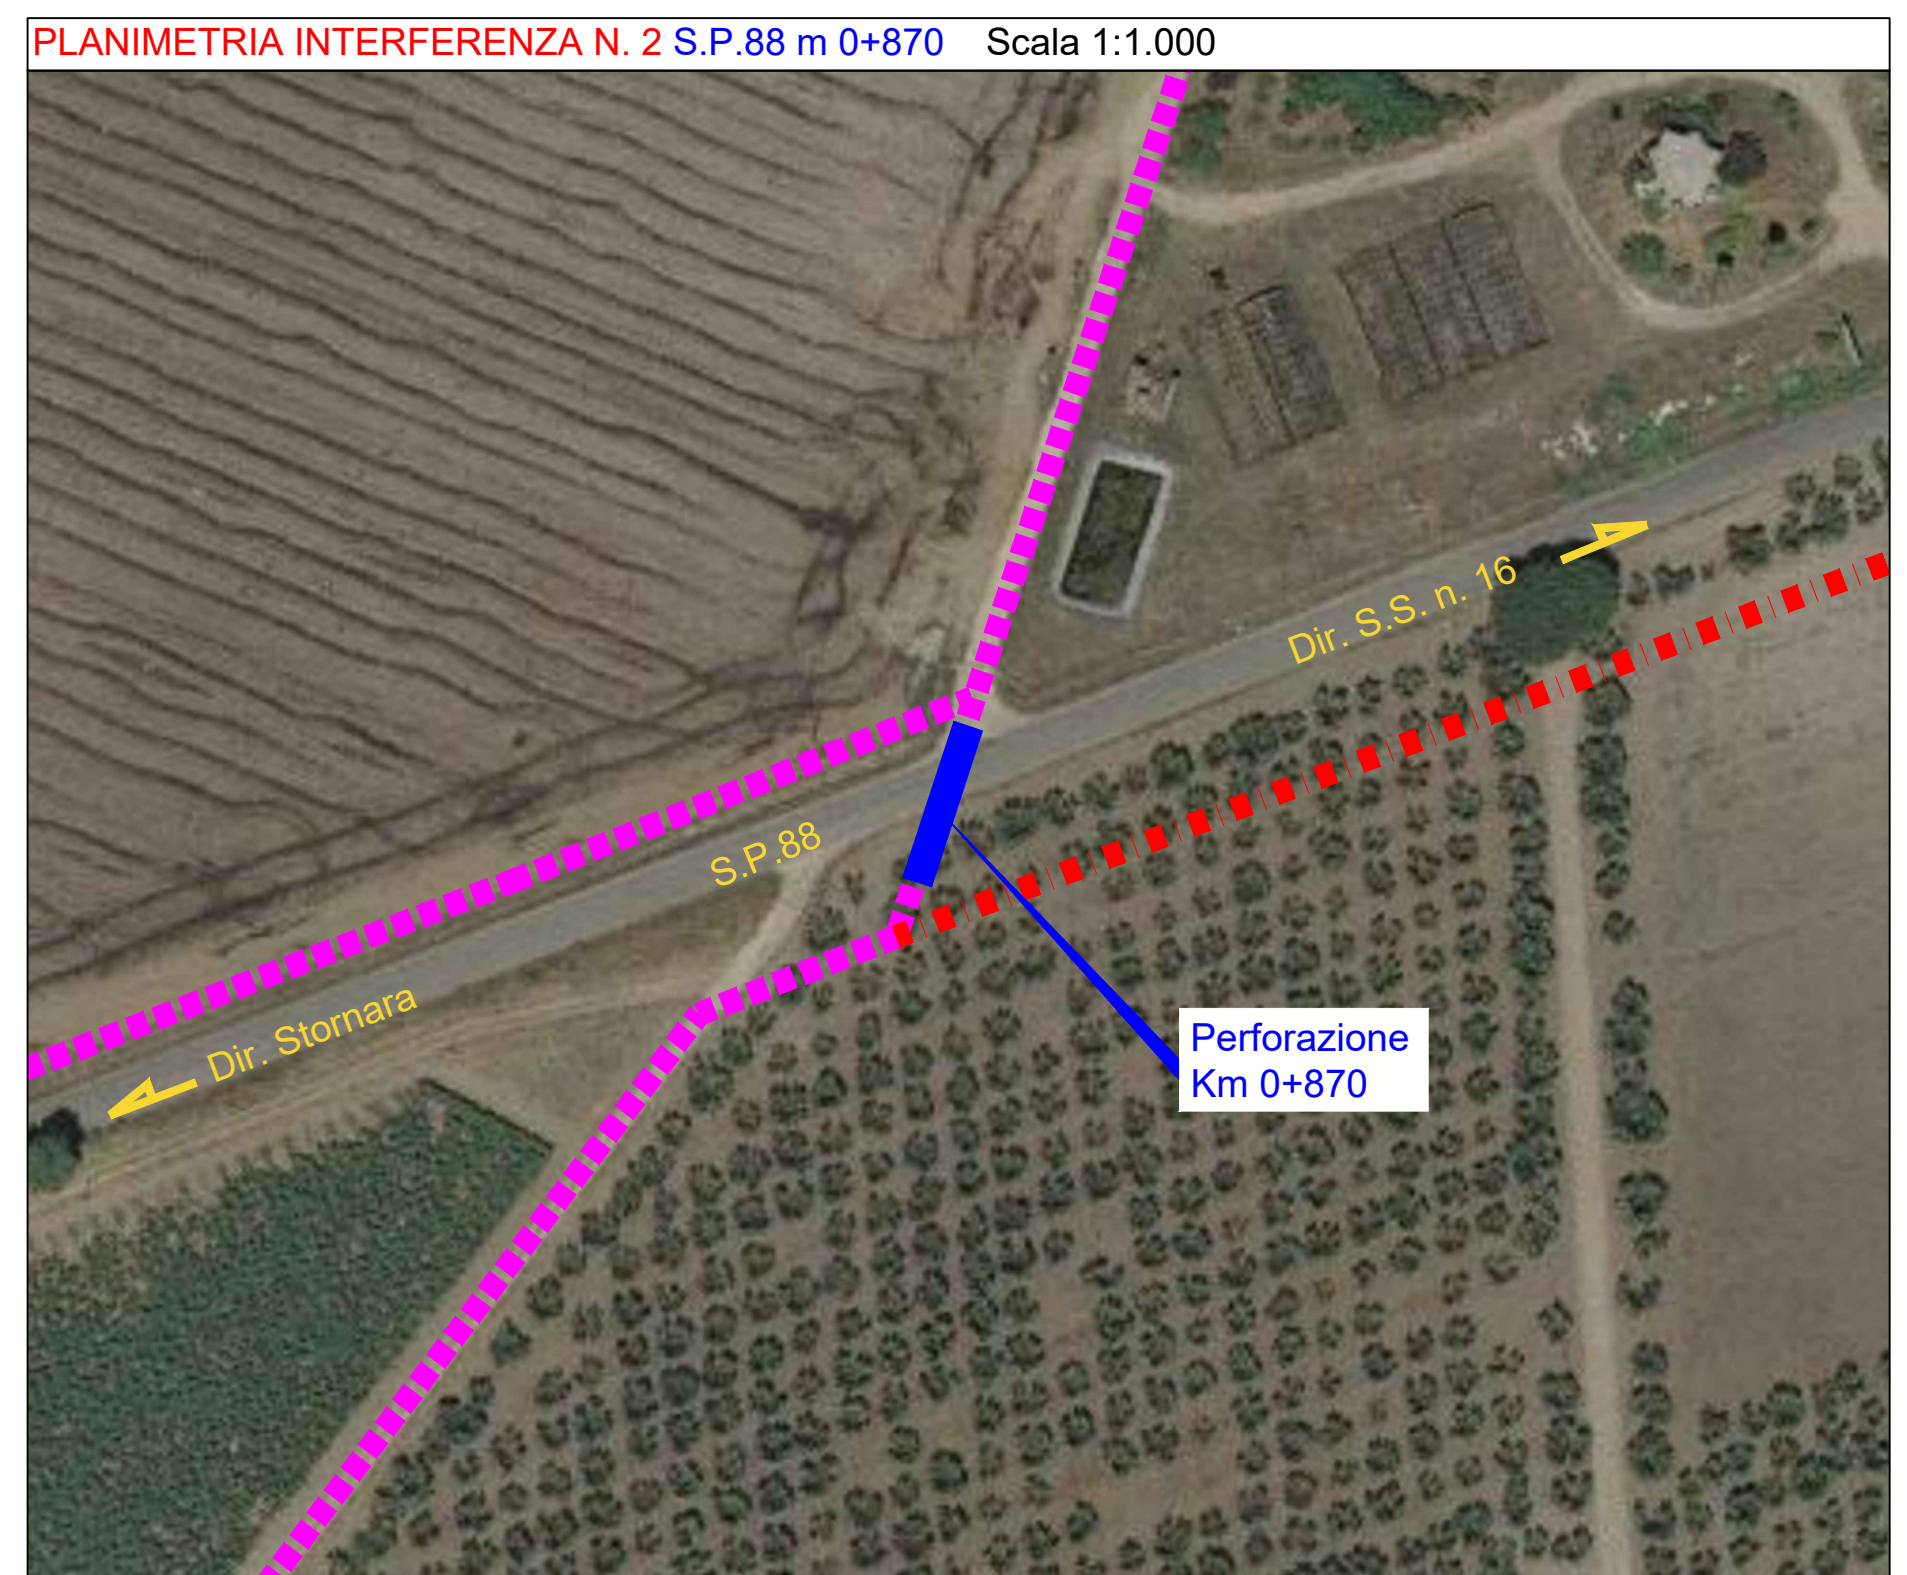 PLANIMETRIA INTERFERENZA N. 2 S.P.88 m 0+870 Scala 1:1.000
Dir. S.S. n. 16
S.P.88
Dir. Stornara
Perforazione
Km 0+870